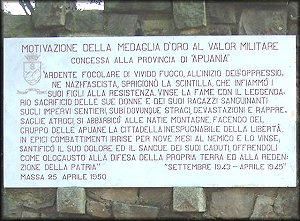 MOTIVAZIONE DELLA MEDAGLIA D'ORO AL VALOR MILITARE
CONCESSA ALLA PROVINCIA DI "APUANIA"
"ARDENTE FOCOLARE DI VIVIDO FUOCO, ALL'INIZIO DELL'OPPRESSIO,
NE NAZIFASCISTA, SPRIGIONÒ LA SCINTILLA, CHE INFIAMMÒ I
SUOI FIGLI ALLA RESISTENZA. VINSE LA FAME CON IL LEGGENDA,
RIO SACRIFICIO DELLE SUE DONNE E DEI SUOI RAGAZZI SANGUINANTI
SUGLI IMPERVI SENTIERI; SUBÌ DOVUNQUE STRAGI, DEVASTAZIONI E RAPPRE,
SAGLIE ATROCI; SI ABBARBICÒ ALLE NATIE MONTAGNE, FACENDO DEL
GRUPPO DELLE APUANE LA CITTADELLA INESPUGNABILE DELLA LIBERTÀ.
IN EPICI COMBATTIMENTI IRRISE PER NOVE MESI AL NEMICO E LO VINSE,
SANTIFICÒ IL SUO DOLORE ED IL SANGUE DEI SUOI CADUTI, OFFRENDOLI
COME OLOCAUSTO ALLA DIFESA DELLA PROPRIA TERRA ED ALLA REDEN,
ZIONE DELLA PATRIA" "SETTEMBRE 1943 - APRILE 1945"
MASSA 25 APRILE 1950